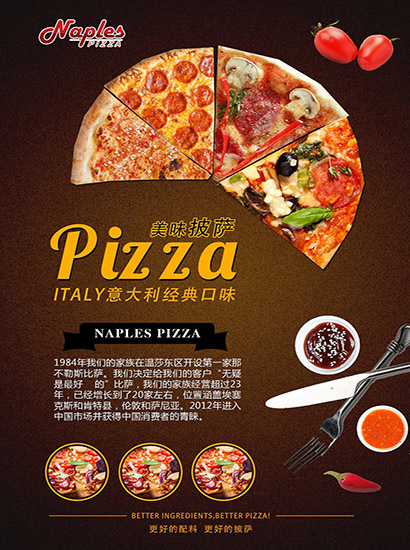 Naples
PIZZA
美味披萨
Pizza
ITALY意大利经典口味
NAPLES PIZZA
1984年我们的家族在温莎东区开设第一家那
不勒斯比萨。我们决定给我们的客户“无疑
是最好 的”比萨，我们的家族经营超过23
年，已经增长到了20家左右，位置涵盖埃塞
克斯和肯特县，伦敦和萨尼亚。2012年进入
中国市场并获得中国消费者的青睐。
BETTER INGREDIENTS,BETTER PIZZA!
更好的配料 更好的披萨